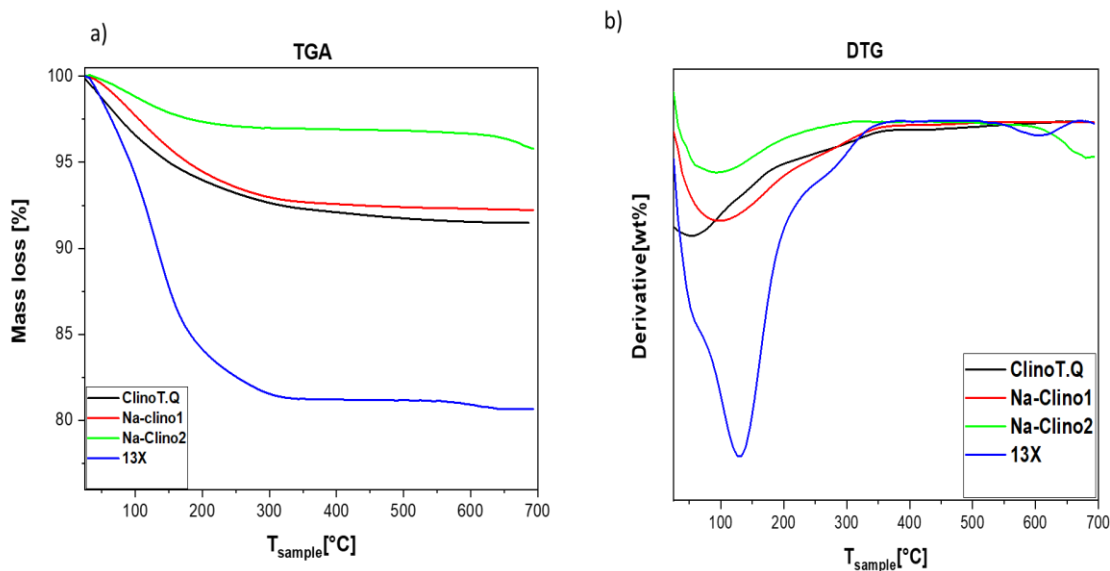 a)
TGA
Mass loss [%]
100
95
90
85
80
ClinoT.Q
Na-clino1
Na-Clino2
13X
100 200 300 400 500 600 700
T_sample[°C]
b)
DTG
Derivative[wt%]
ClinoT.Q
Na-Clino1
Na-Clino2
13X
100 200 300 400 500 600 700
T_sample[°C]